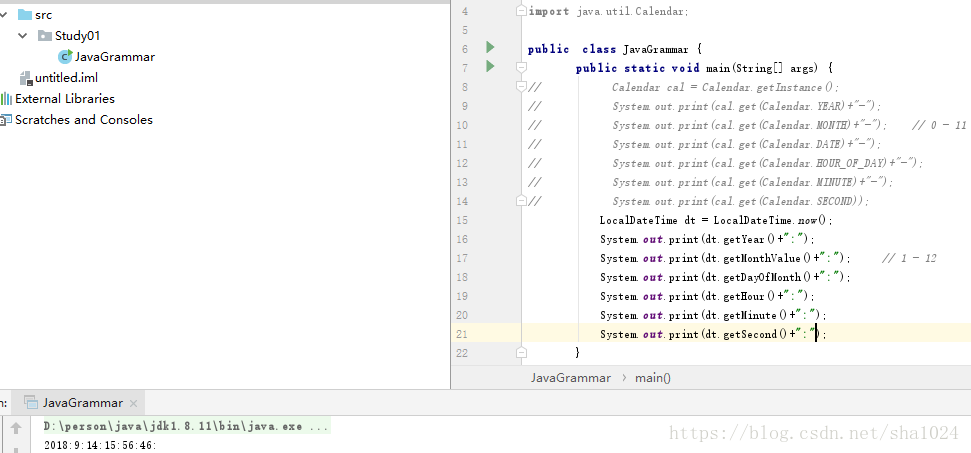 src
Study01
JavaGrammar
untitled.iml
External Libraries
Scratches and Consoles
4 import java.util.Calendar;
5
6 public class JavaGrammar {
7 public static void main(String[] args) {
8 // Calendar cal = Calendar.getInstance();
9 // System.out.print(cal.get(Calendar.YEAR)+"-");
10 // System.out.print(cal.get(Calendar.MONTH)+"-"); // 0 - 11
11 // System.out.print(cal.get(Calendar.DATE)+"-");
12 // System.out.print(cal.get(Calendar.HOUR_OF_DAY)+"-");
13 // System.out.print(cal.get(Calendar.MINUTE)+"-");
14 // System.out.print(cal.get(Calendar.SECOND));
15 LocalDateTime dt = LocalDateTime.now();
16 System.out.print(dt.getYear()+":");
17 System.out.print(dt.getMonthValue()+":"); // 1 - 12
18 System.out.print(dt.getDayOfMonth()+":");
19 System.out.print(dt.getHour()+":");
20 System.out.print(dt.getMinute()+":");
21 System.out.print(dt.getSecond()+":");
22 }
JavaGrammar > main()
n: JavaGrammar ×
D:\person\java\jdk1.8.11\bin\java.exe ...
2018:9:14:15:56:46:
https://blog.csdn.net/sha1024